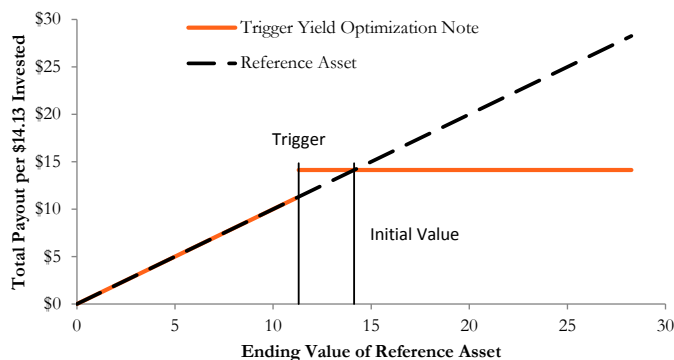 $30
$25
$20
$15
$10
$5
$0
Total Payout per $14.13 Invested
Trigger Yield Optimization Note
Reference Asset
Trigger
Initial Value
0
5
10
15
20
25
30
Ending Value of Reference Asset